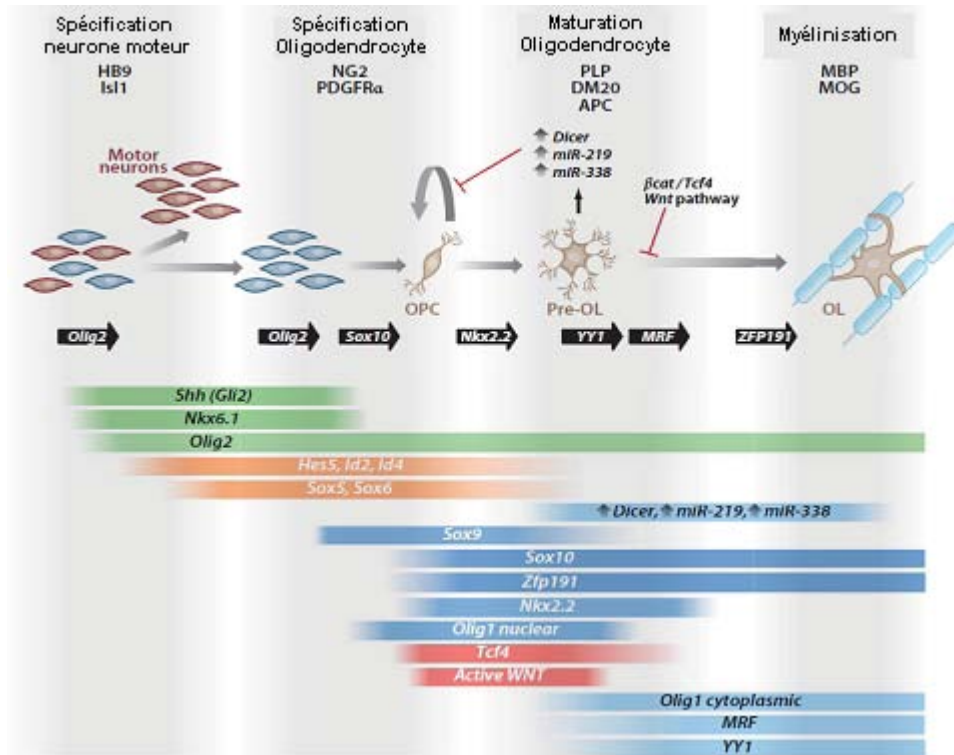 Spécification
neurone moteur
Spécification
Oligodendrocyte
Maturation
Oligodendrocyte
Myélinisation
HB9
Isl1
NG2
PDGFRα
PLP
DM20
APC
MBP
MOG
Motor
neurons
Dicer
miR-219
miR-338
βcat/Tcf4
Wnt pathway
OPC
Pre-OL
OL
Olig2
Olig2
Sox10
Nkx2.2
YY1
MRF
ZFP191
Shh (Gli2)
Nkx6.1
Olig2
Hes5, Id2, Id4
Sox5, Sox6
Dicer, miR-219, miR-338
Sox9
Sox10
Zfp191
Nkx2.2
Olig1 nuclear
Tcf4
Active WNT
Olig1 cytoplasmic
MRF
YY1